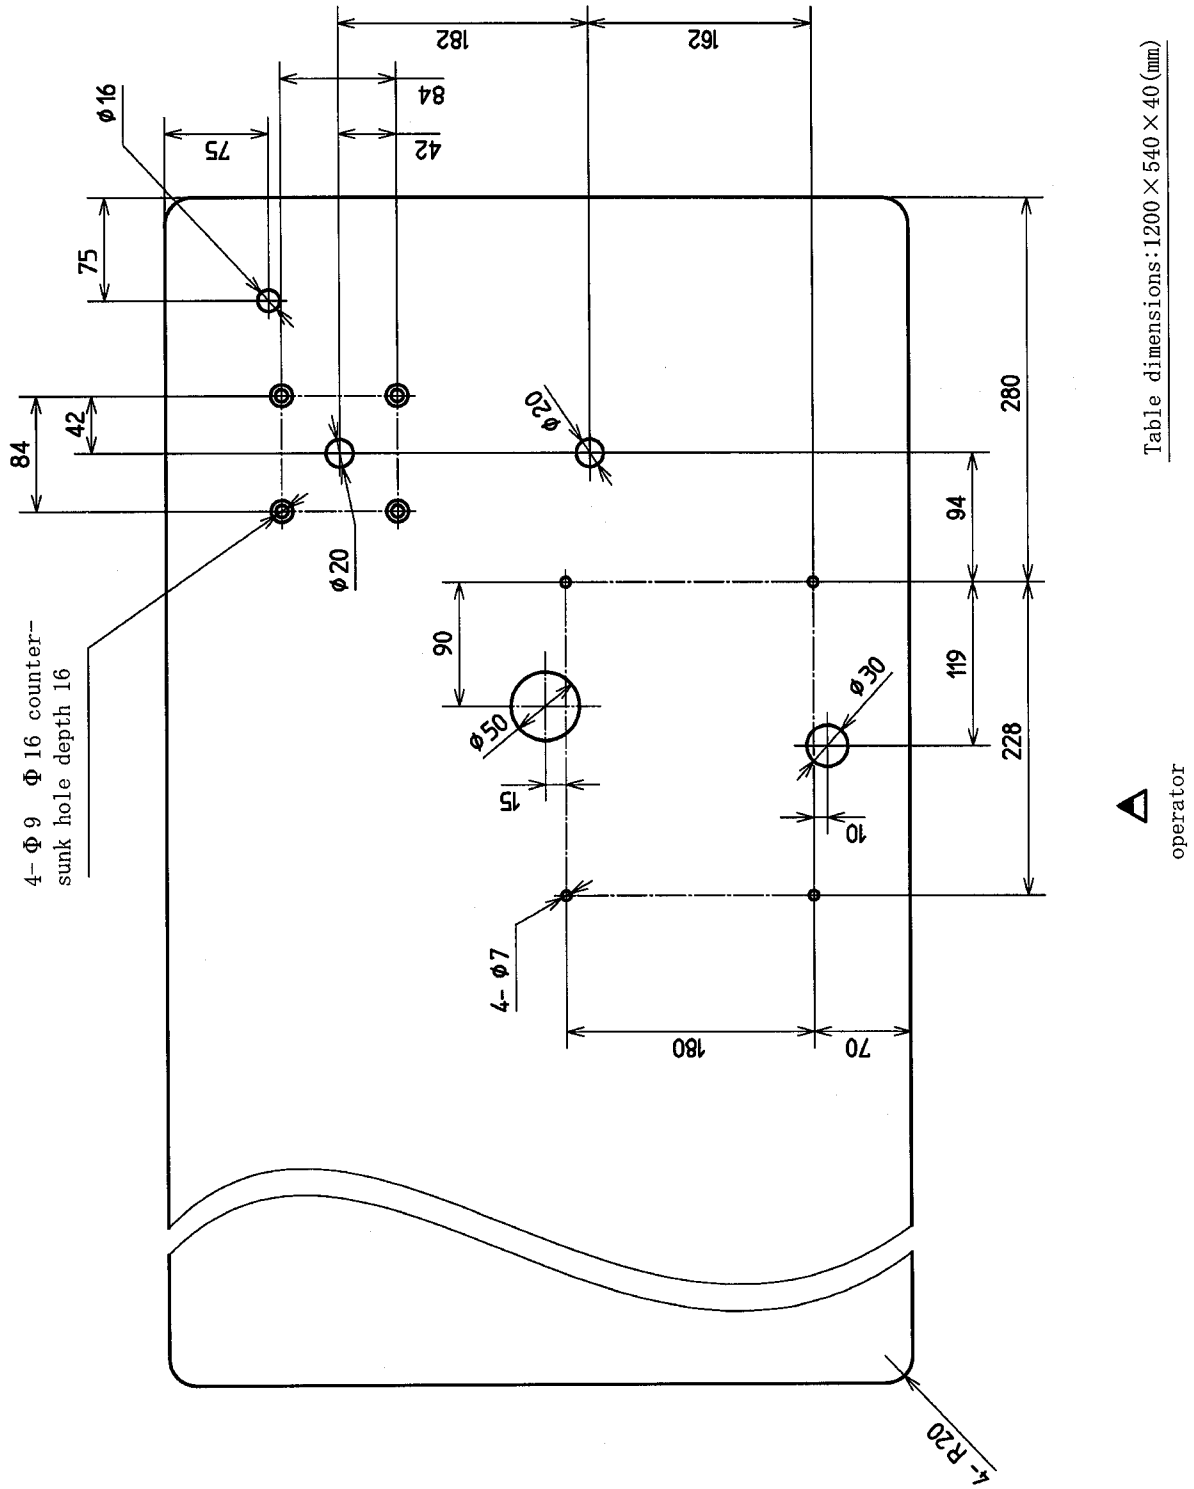 4- Φ 9 Φ 16 counter-
sunk hole depth 16
84
42
75
ø16
75
84
42
182
162
ø20
ø20
280
94
90
ø50
15
119
228
ø30
10
4- ø7
180
70
4- R20
operator
Table dimensions:1200×540×40(mm)